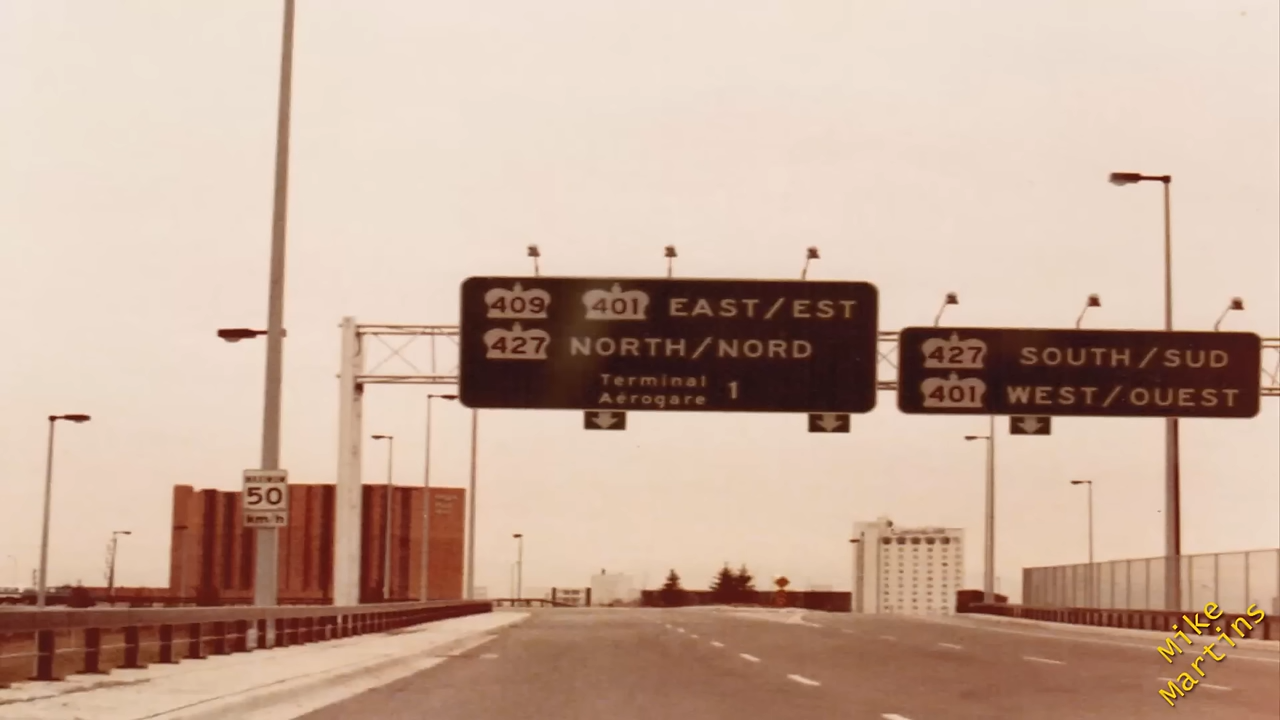 409 401 EAST/EST
427 NORTH/NORD
Terminal
Aérogare 1
427 SOUTH/SUD
401 WEST/OUEST
MAXIMUM
50
km/h
Mike
Martins